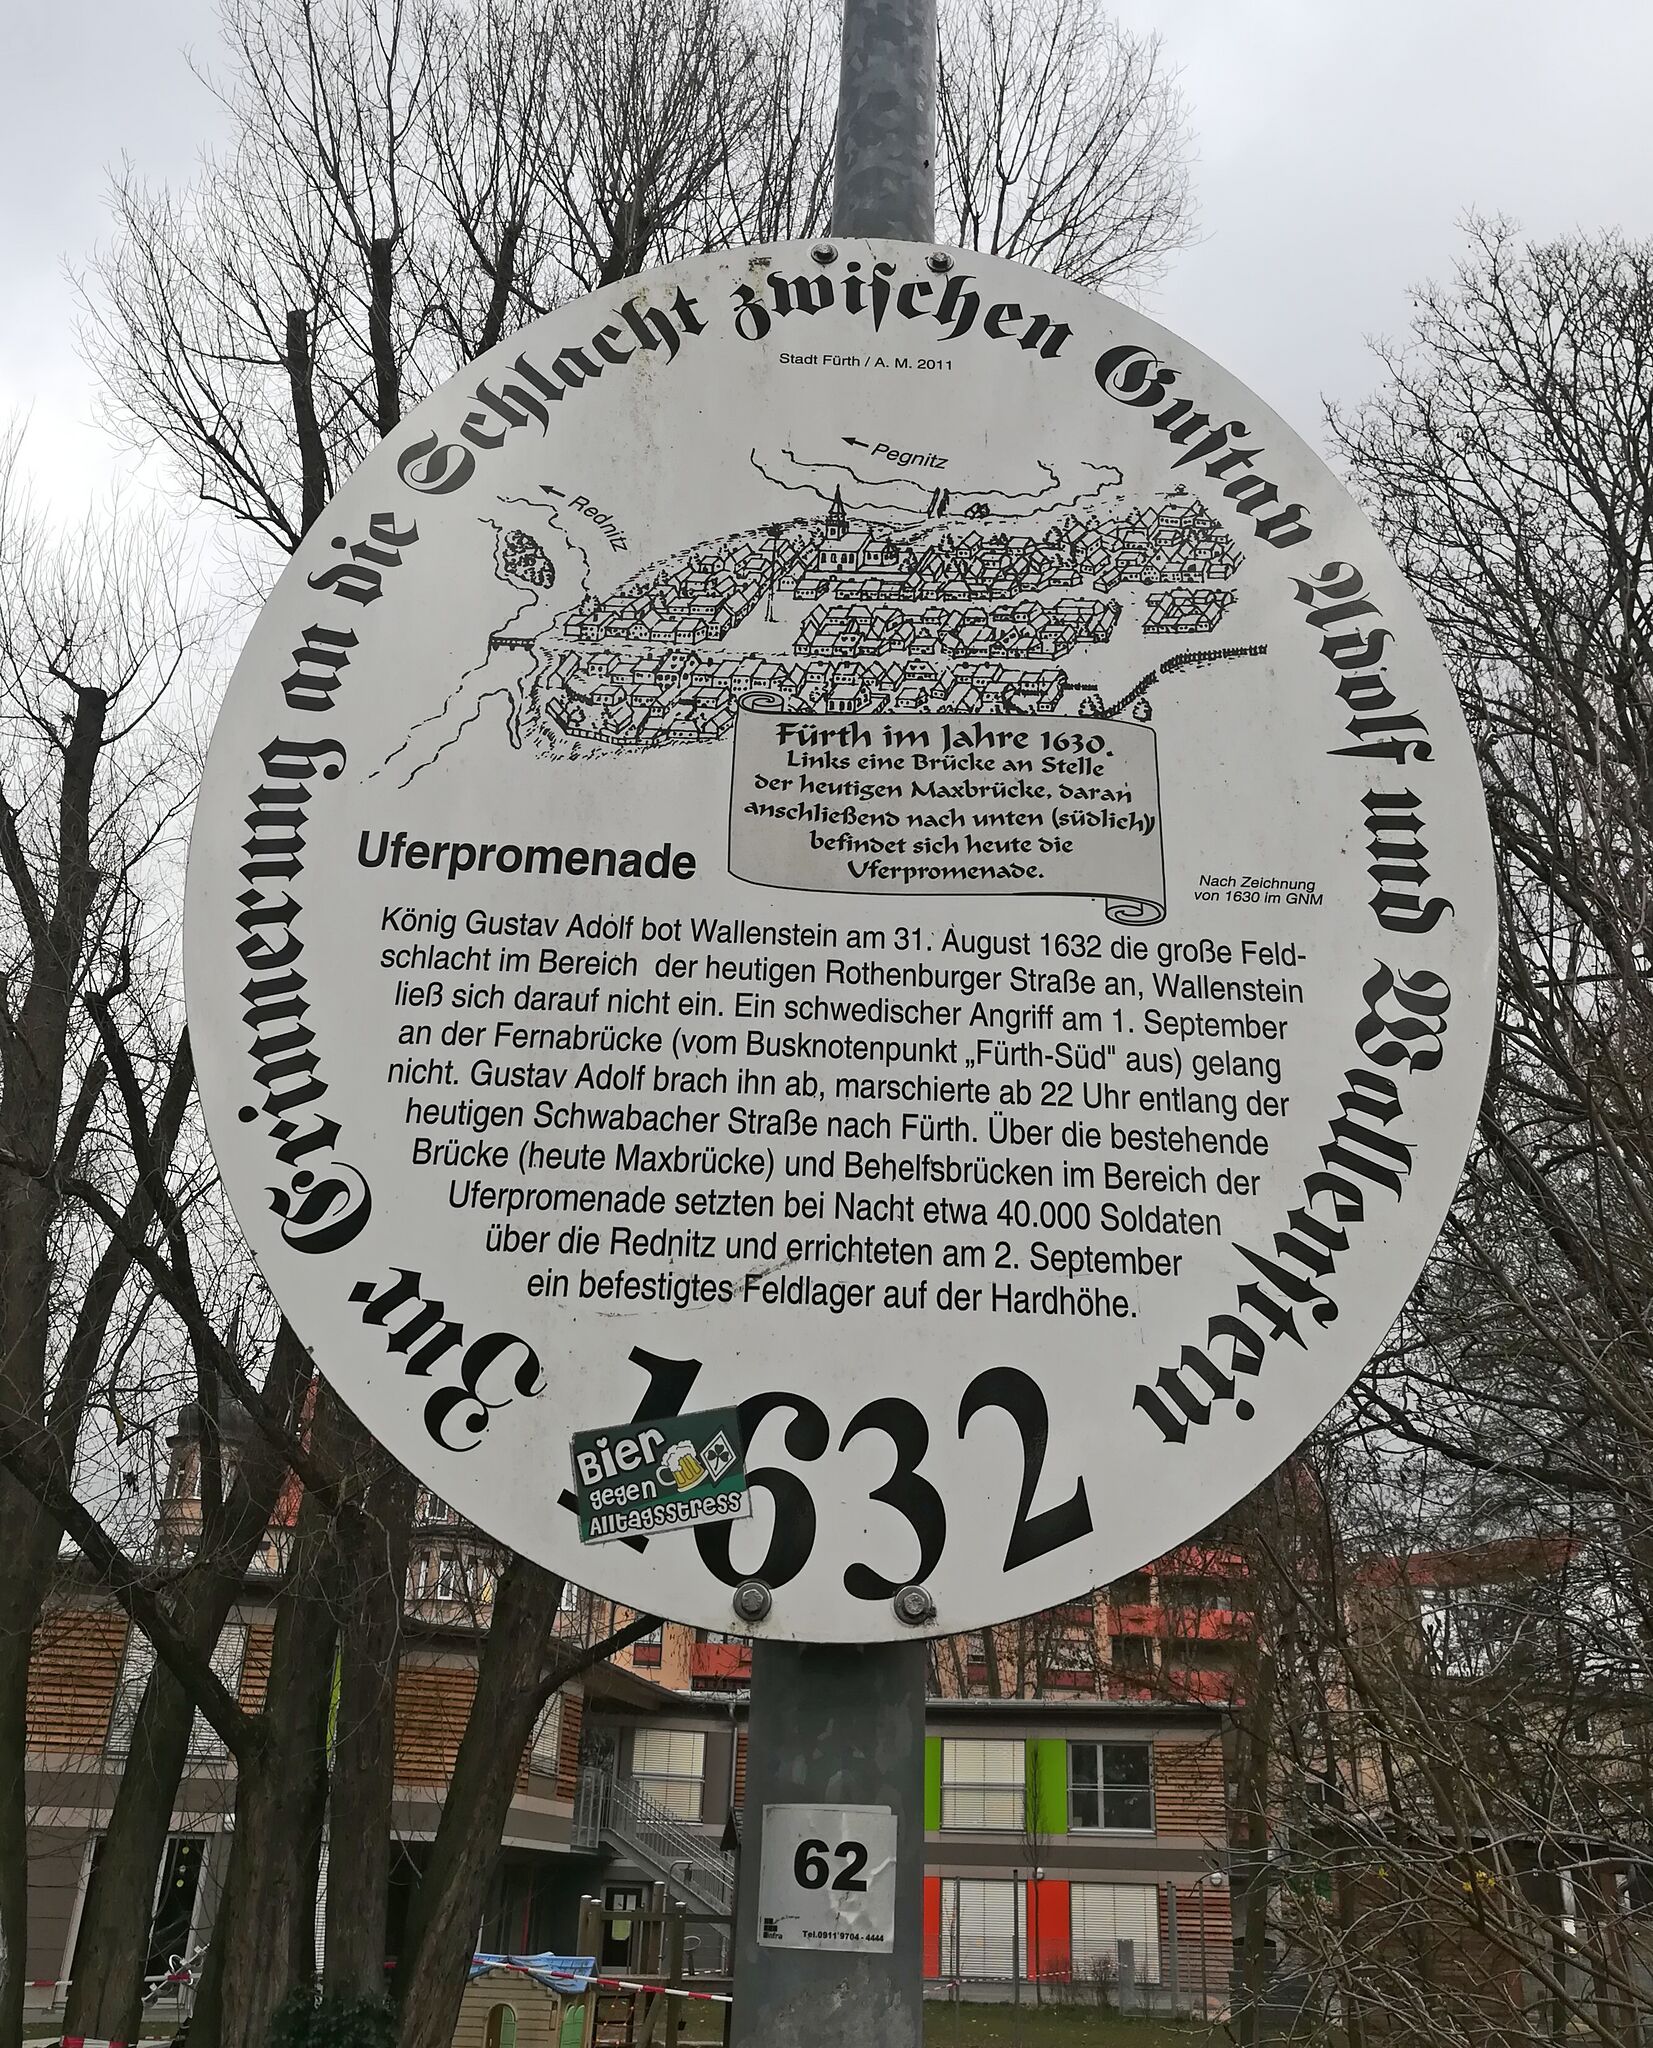 Zur Erinnerung an die Schlacht zwischen Gustav Adolf und Wallenstein
Stadt Fürth / A. M. 2011
Pegnitz
Rednitz
Fürth im Jahre 1630.
Links eine Brücke an Stelle
der heutigen Maxbrücke, daran
anschließend nach unten (südlich)
befindet sich heute die
Uferpromenade.
Nach Zeichnung
von 1630 im GNM
Uferpromenade
König Gustav Adolf bot Wallenstein am 31. August 1632 die große Feld-
schlacht im Bereich der heutigen Rothenburger Straße an, Wallenstein
ließ sich darauf nicht ein. Ein schwedischer Angriff am 1. September
an der Fernabrücke (vom Busknotenpunkt „Fürth-Süd" aus) gelang
nicht. Gustav Adolf brach ihn ab, marschierte ab 22 Uhr entlang der
heutigen Schwabacher Straße nach Fürth. Über die bestehende
Brücke (heute Maxbrücke) und Behelfsbrücken im Bereich der
Uferpromenade setzten bei Nacht etwa 40.000 Soldaten
über die Rednitz und errichteten am 2. September
ein befestigtes Feldlager auf der Hardhöhe.
1632
Bier
gegen
Alltagsstress
62
infra
Tel.0911'9704-4444